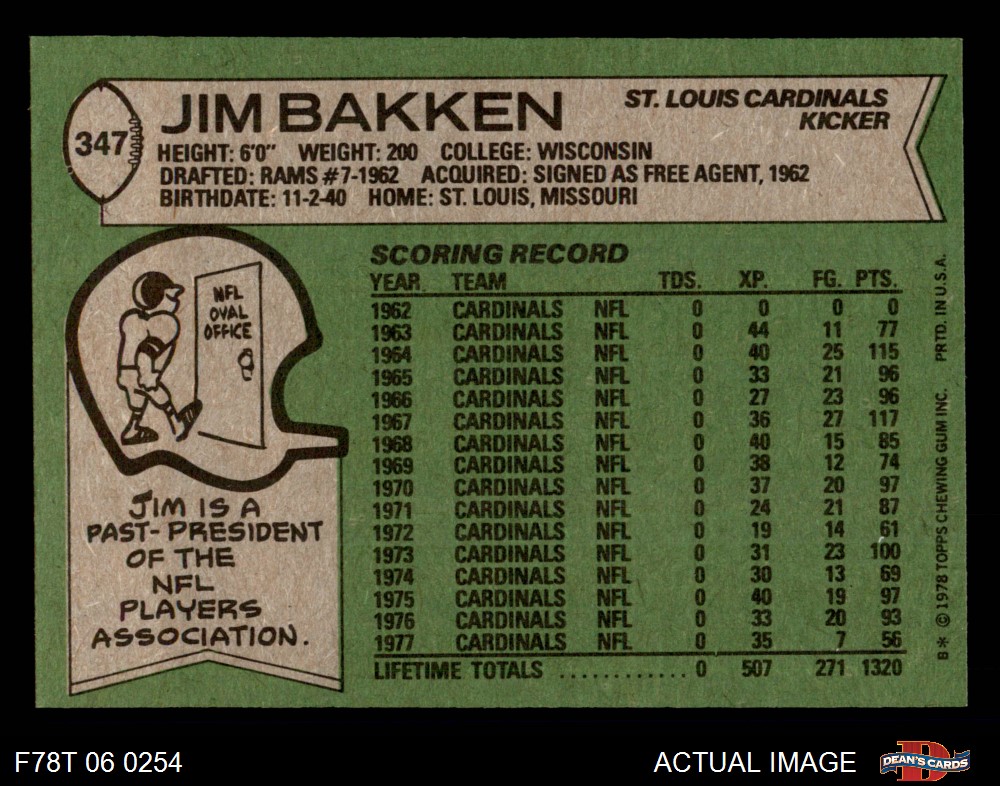 347
JIM BAKKEN
ST. LOUIS CARDINALS
KICKER
HEIGHT: 6'0" WEIGHT: 200 COLLEGE: WISCONSIN
DRAFTED: RAMS #7-1962 ACQUIRED: SIGNED AS FREE AGENT, 1962
BIRTHDATE: 11-2-40 HOME: ST. LOUIS, MISSOURI
NFL
OVAL
OFFICE
JIM IS A
PAST-PRESIDENT
OF THE
NFL
PLAYERS
ASSOCIATION.
SCORING RECORD
YEAR TEAM TDS. XP. FG. PTS.
1962 CARDINALS NFL 0 0 0 0
1963 CARDINALS NFL 0 44 11 77
1964 CARDINALS NFL 0 40 25 115
1965 CARDINALS NFL 0 33 21 96
1966 CARDINALS NFL 0 27 23 96
1967 CARDINALS NFL 0 36 27 117
1968 CARDINALS NFL 0 40 15 85
1969 CARDINALS NFL 0 38 12 74
1970 CARDINALS NFL 0 37 20 97
1971 CARDINALS NFL 0 24 21 87
1972 CARDINALS NFL 0 19 14 61
1973 CARDINALS NFL 0 31 23 100
1974 CARDINALS NFL 0 30 13 69
1975 CARDINALS NFL 0 40 19 97
1976 CARDINALS NFL 0 33 20 93
1977 CARDINALS NFL 0 35 7 56
LIFETIME TOTALS ............ 0 507 271 1320
B* © 1978 TOPPS CHEWING GUM INC. PRTD. IN U.S.A.
F78T 06 0254
ACTUAL IMAGE
D
DEAN'S CARDS